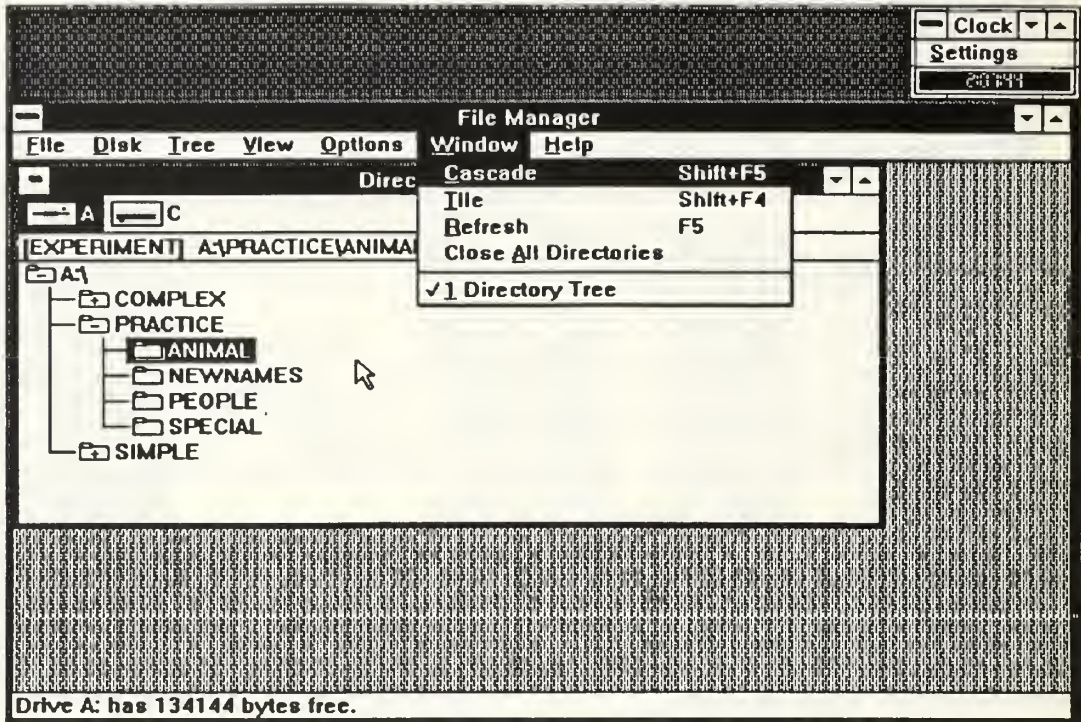 Clock
Settings
File Manager
File Disk Tree View Options Window Help
Direc
Cascade Shift+F5
Tile Shift+F4
Refresh F5
Close All Directories
✓1 Directory Tree
A C
[EXPERIMENT] A:\PRACTICE\ANIMAL
A:\
COMPLEX
PRACTICE
ANIMAL
NEWNAMES
PEOPLE
SPECIAL
SIMPLE
Drive A: has 134144 bytes free.